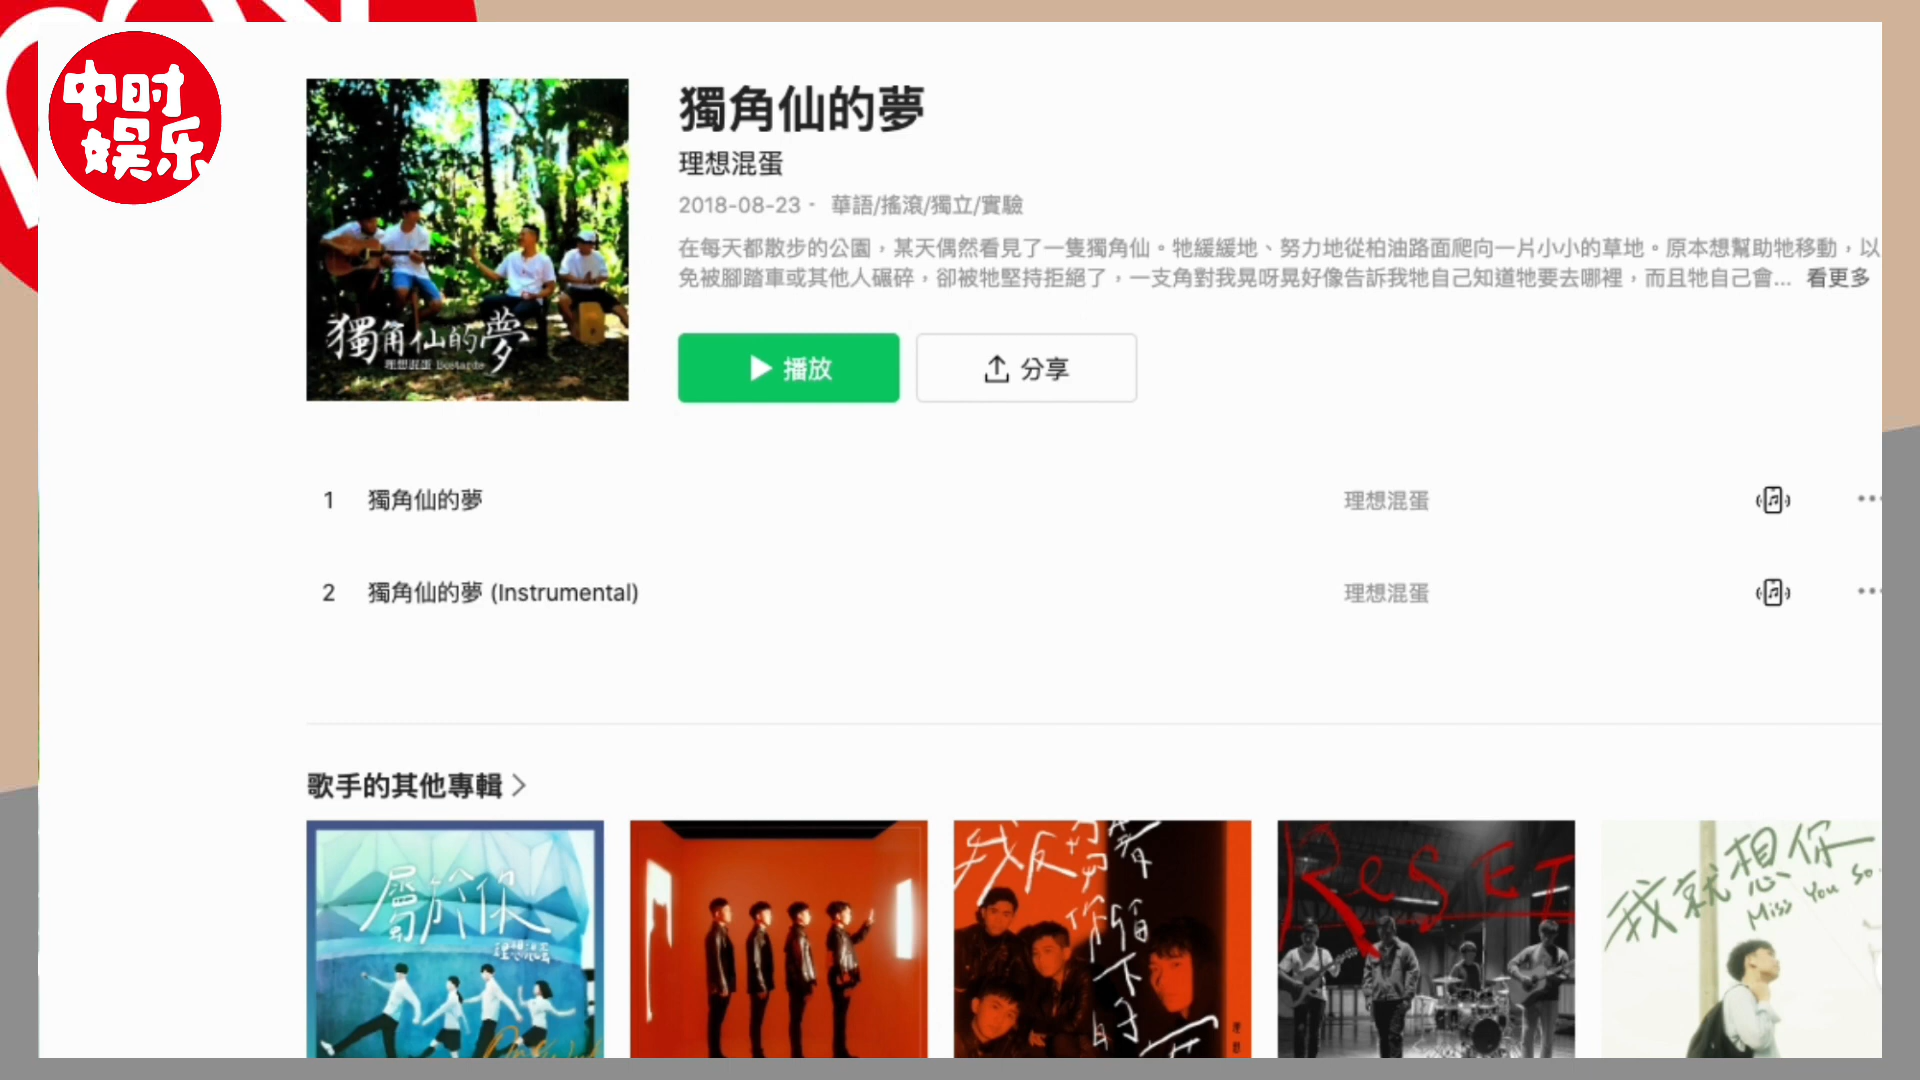 中时
娱乐
獨角仙的夢
理想混蛋
2018-08-23· 華語/搖滾/獨立/實驗
在每天都散步的公園，某天偶然看見了一隻獨角仙。牠緩緩地、努力地從柏油路面爬向一片小小的草地。原本想幫助牠移動，以
免被腳踏車或其他人碾碎，卻被牠堅持拒絕了，一支角對我晃呀晃好像告訴我牠自己知道牠要去哪裡，而且牠自己會... 看更多
播放
分享
獨角仙的夢
理想混蛋 Bastards
1 獨角仙的夢 理想混蛋
2 獨角仙的夢 (Instrumental) 理想混蛋
歌手的其他專輯
屬於你
理想混蛋
RESET
我就想你
Miss You So